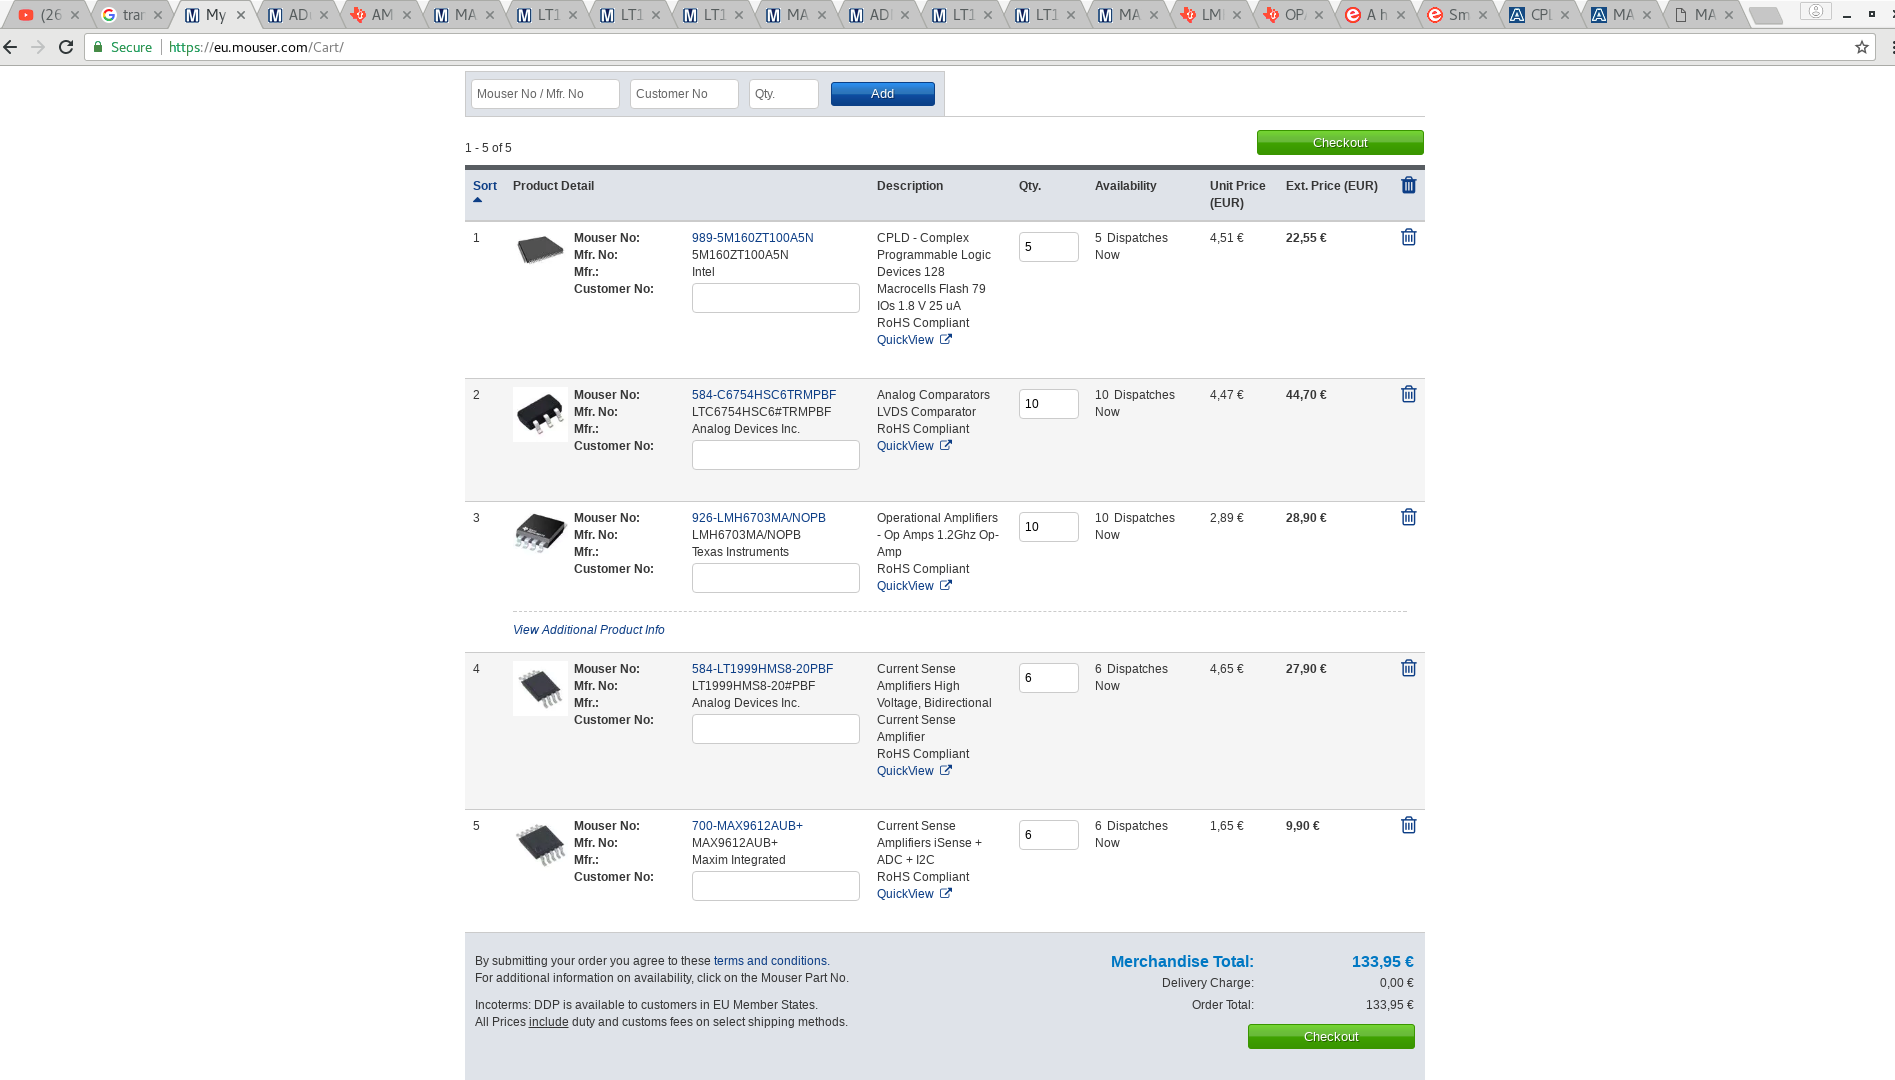 (26
trar
My
AD
AM
MA
LT1
LT1
LT1
MA
AD
LT1
LT1
MA
LM
OP
A h
Sm
CPL
MA
MA
Secure
https://eu.mouser.com/Cart/
Mouser No / Mfr. No
Customer No
Qty.
Add
1 - 5 of 5
Checkout
Sort
Product Detail
Description
Qty.
Availability
Unit Price
(EUR)
Ext. Price (EUR)
1
Mouser No: 989-5M160ZT100A5N
Mfr. No: 5M160ZT100A5N
Mfr.: Intel
Customer No:
CPLD - Complex
Programmable Logic
Devices 128
Macrocells Flash 79
IOs 1.8 V 25 uA
RoHS Compliant
QuickView
5
5 Dispatches
Now
4,51 €
22,55 €
2
Mouser No: 584-C6754HSC6TRMPBF
Mfr. No: LTC6754HSC6#TRMPBF
Mfr.: Analog Devices Inc.
Customer No:
Analog Comparators
LVDS Comparator
RoHS Compliant
QuickView
10
10 Dispatches
Now
4,47 €
44,70 €
3
Mouser No: 926-LMH6703MA/NOPB
Mfr. No: LMH6703MA/NOPB
Mfr.: Texas Instruments
Customer No:
Operational Amplifiers
- Op Amps 1.2Ghz Op-
Amp
RoHS Compliant
QuickView
10
10 Dispatches
Now
2,89 €
28,90 €
View Additional Product Info
4
Mouser No: 584-LT1999HMS8-20PBF
Mfr. No: LT1999HMS8-20#PBF
Mfr.: Analog Devices Inc.
Customer No:
Current Sense
Amplifiers High
Voltage, Bidirectional
Current Sense
Amplifier
RoHS Compliant
QuickView
6
6 Dispatches
Now
4,65 €
27,90 €
5
Mouser No: 700-MAX9612AUB+
Mfr. No: MAX9612AUB+
Mfr.: Maxim Integrated
Customer No:
Current Sense
Amplifiers iSense +
ADC + I2C
RoHS Compliant
QuickView
6
6 Dispatches
Now
1,65 €
9,90 €
By submitting your order you agree to these terms and conditions.
For additional information on availability, click on the Mouser Part No.
Incoterms: DDP is available to customers in EU Member States.
All Prices include duty and customs fees on select shipping methods.
Merchandise Total: 133,95 €
Delivery Charge: 0,00 €
Order Total: 133,95 €
Checkout